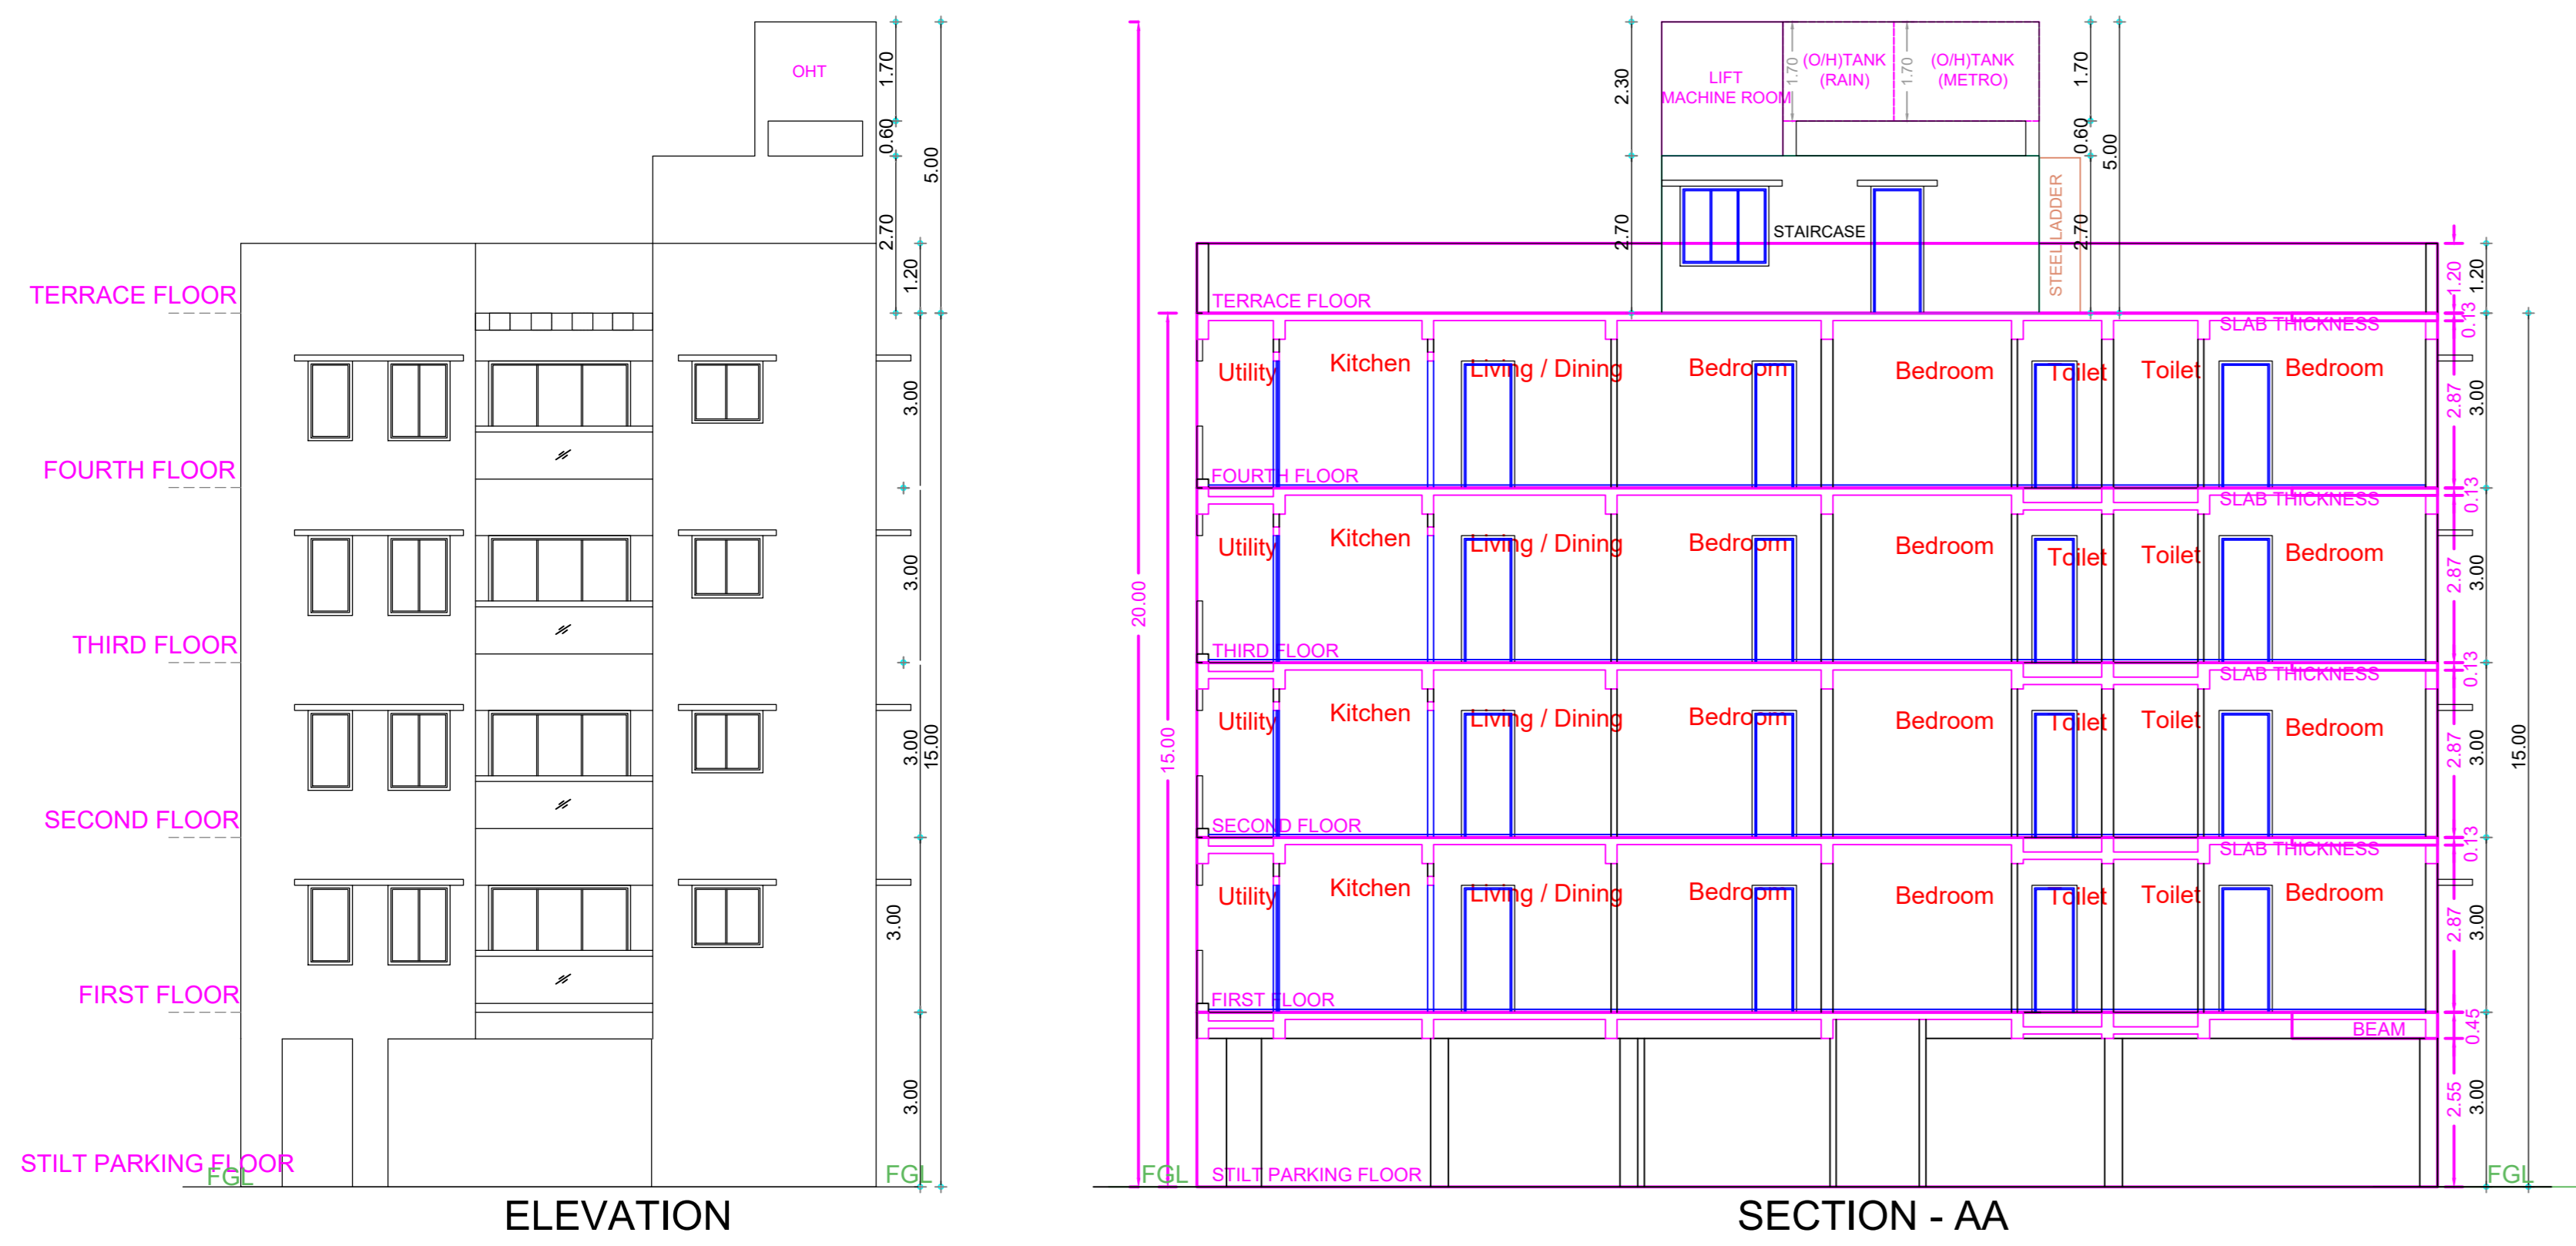 OHT
1.70
0.60
5.00
2.70
1.20
TERRACE FLOOR
3.00
FOURTH FLOOR
3.00
THIRD FLOOR
3.00
15.00
SECOND FLOOR
3.00
FIRST FLOOR
3.00
STILT PARKING FLOOR
FGL
FGL
ELEVATION
20.00
15.00
2.30
2.70
LIFT
MACHINE ROOM
1.70
(O/H)TANK
(RAIN)
1.70
(O/H)TANK
(METRO)
1.70
0.60
5.00
2.70
STAIRCASE
STEEL LADDER
1.20
1.20
TERRACE FLOOR
SLAB THICKNESS
0.13
Utility
Kitchen
Living / Dining
Bedroom
Bedroom
Toilet
Toilet
Bedroom
2.87
3.00
FOURTH FLOOR
SLAB THICKNESS
0.13
Utility
Kitchen
Living / Dining
Bedroom
Bedroom
Toilet
Toilet
Bedroom
2.87
3.00
THIRD FLOOR
SLAB THICKNESS
0.13
Utility
Kitchen
Living / Dining
Bedroom
Bedroom
Toilet
Toilet
Bedroom
2.87
3.00
15.00
SECOND FLOOR
SLAB THICKNESS
0.13
Utility
Kitchen
Living / Dining
Bedroom
Bedroom
Toilet
Toilet
Bedroom
2.87
3.00
FIRST FLOOR
BEAM
0.45
2.55
3.00
FGL
STILT PARKING FLOOR
FGL
SECTION - AA